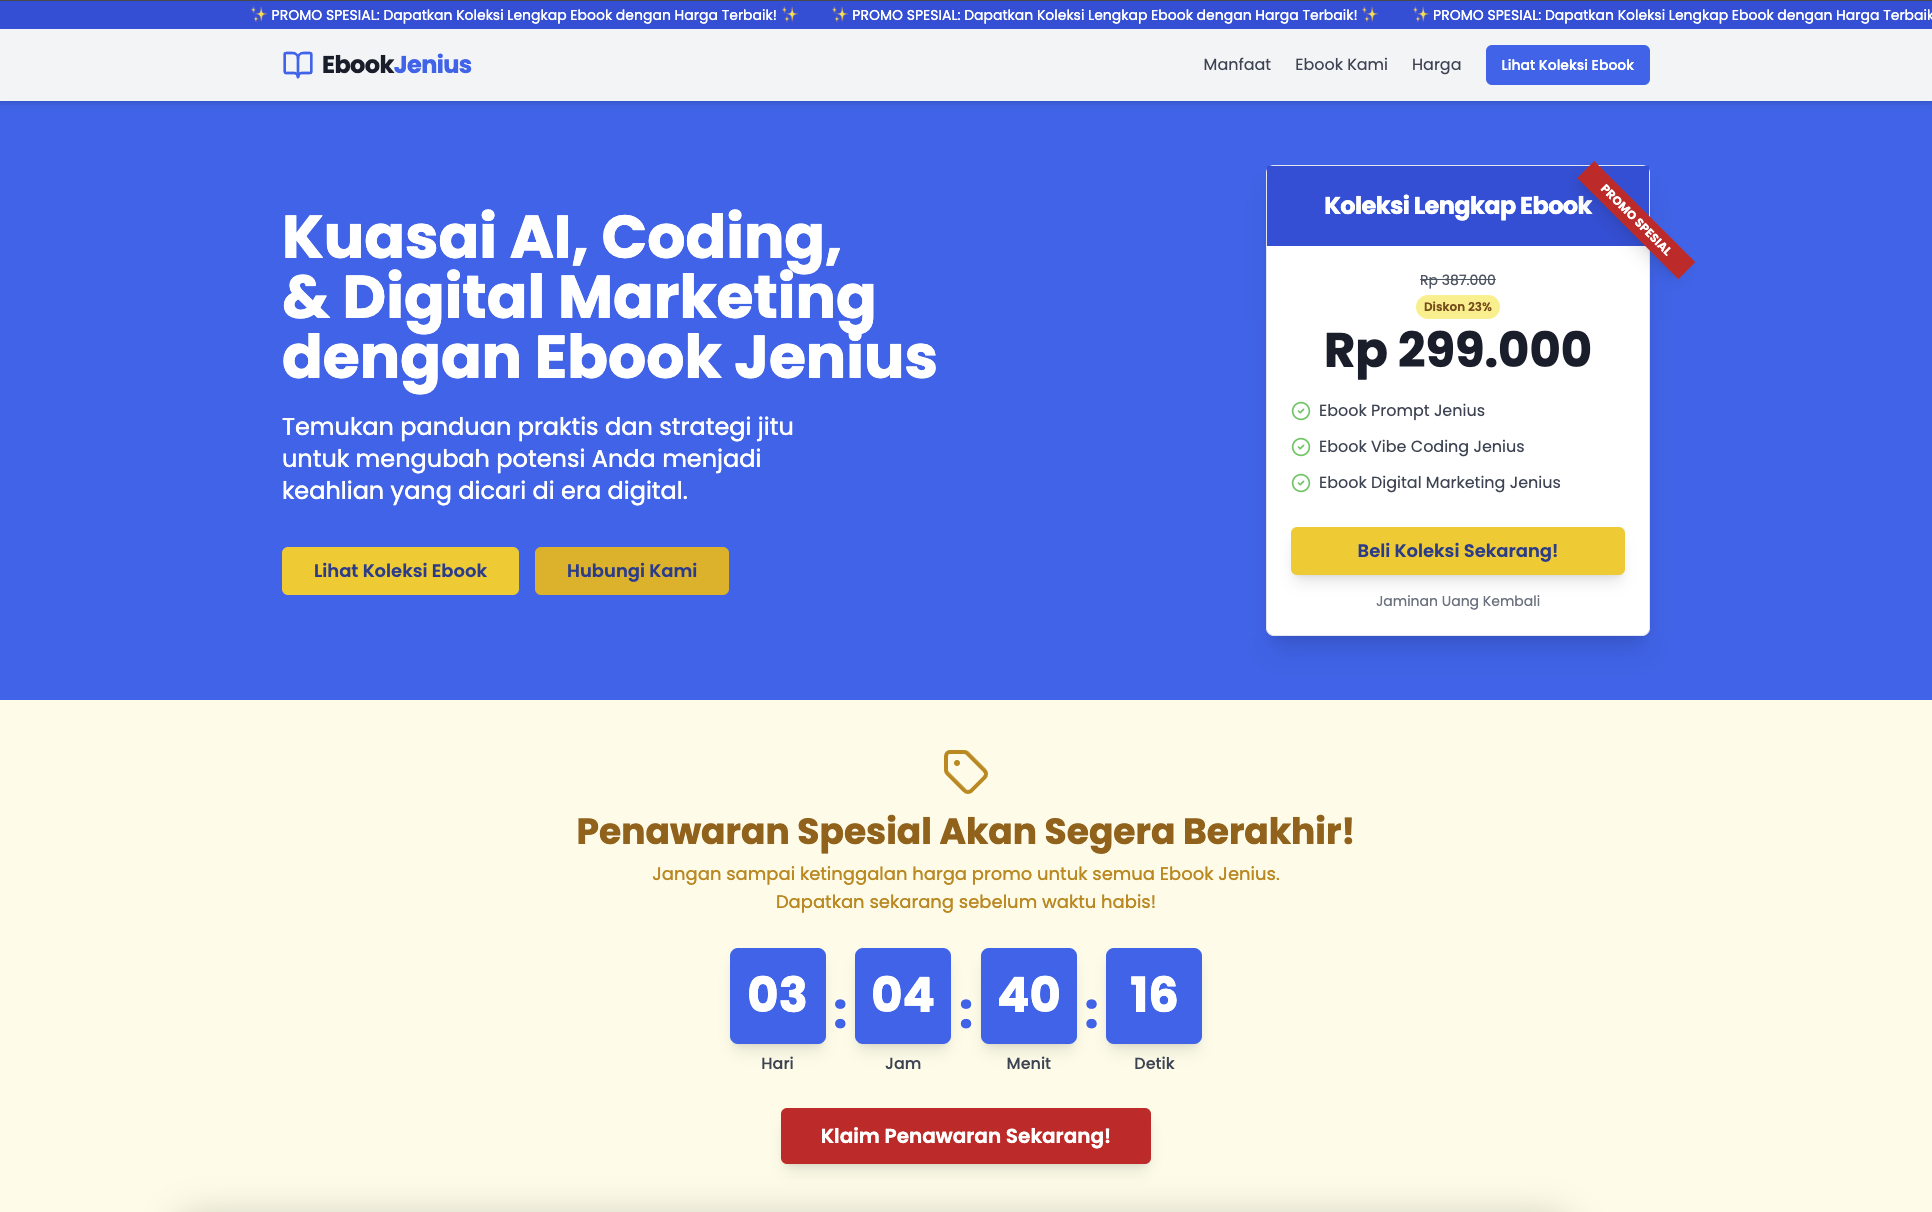 ✨ PROMO SPESIAL: Dapatkan Koleksi Lengkap Ebook dengan Harga Terbaik! ✨ ✨ PROMO SPESIAL: Dapatkan Koleksi Lengkap Ebook dengan Harga Terbaik! ✨ ✨ PROMO SPESIAL: Dapatkan Koleksi Lengkap Ebook dengan Harga
EbookJenius
Manfaat
Ebook Kami
Harga
Lihat Koleksi Ebook
Kuasai AI, Coding,
& Digital Marketing
dengan Ebook Jenius
Temukan panduan praktis dan strategi jitu
untuk mengubah potensi Anda menjadi
keahlian yang dicari di era digital.
Lihat Koleksi Ebook
Hubungi Kami
Koleksi Lengkap Ebook
PROMO SPESIAL
Rp 387.000
Diskon 23%
Rp 299.000
Ebook Prompt Jenius
Ebook Vibe Coding Jenius
Ebook Digital Marketing Jenius
Beli Koleksi Sekarang!
Jaminan Uang Kembali
Penawaran Spesial Akan Segera Berakhir!
Jangan sampai ketinggalan harga promo untuk semua Ebook Jenius.
Dapatkan sekarang sebelum waktu habis!
03 : 04 : 40 : 16
Hari Jam Menit Detik
Klaim Penawaran Sekarang!